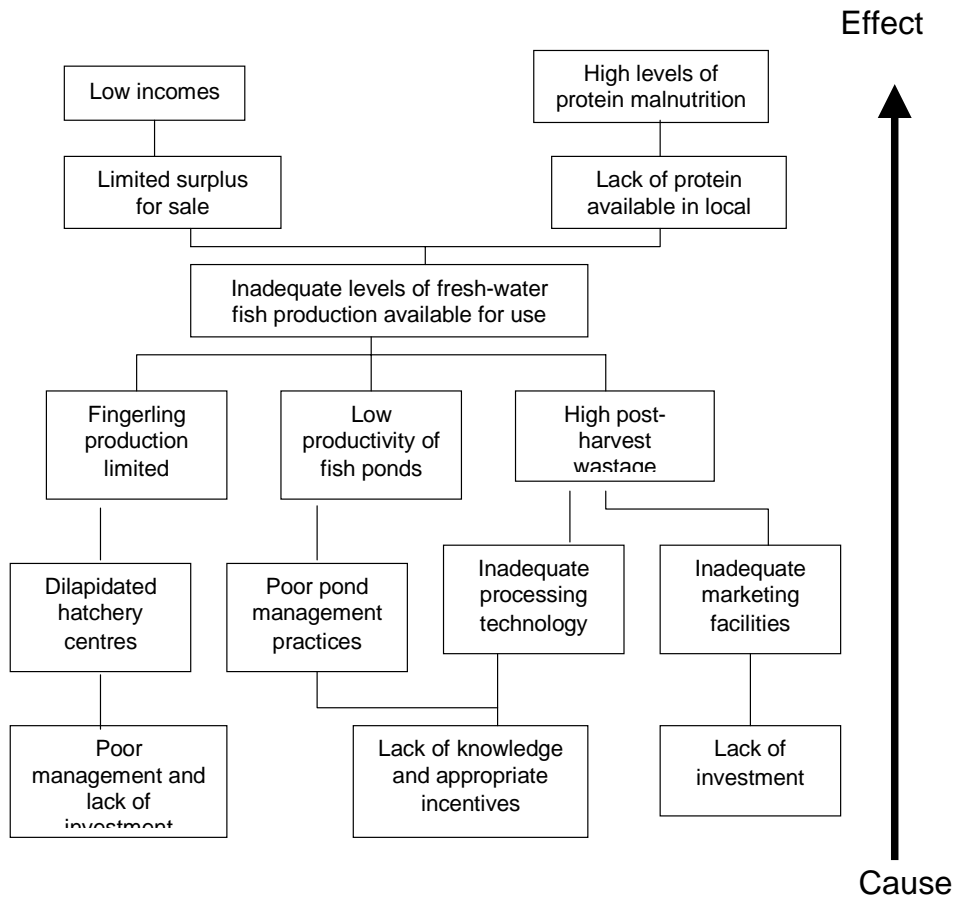 Effect
Low incomes
High levels of
protein malnutrition
Limited surplus
for sale
Lack of protein
available in local
Inadequate levels of fresh-water
fish production available for use
Fingerling
production
limited
Low
productivity of
fish ponds
High post-
harvest
wastage
Dilapidated
hatchery
centres
Poor pond
management
practices
Inadequate
processing
technology
Inadequate
marketing
facilities
Poor
management and
lack of
investment
Lack of knowledge
and appropriate
incentives
Lack of
investment
Cause